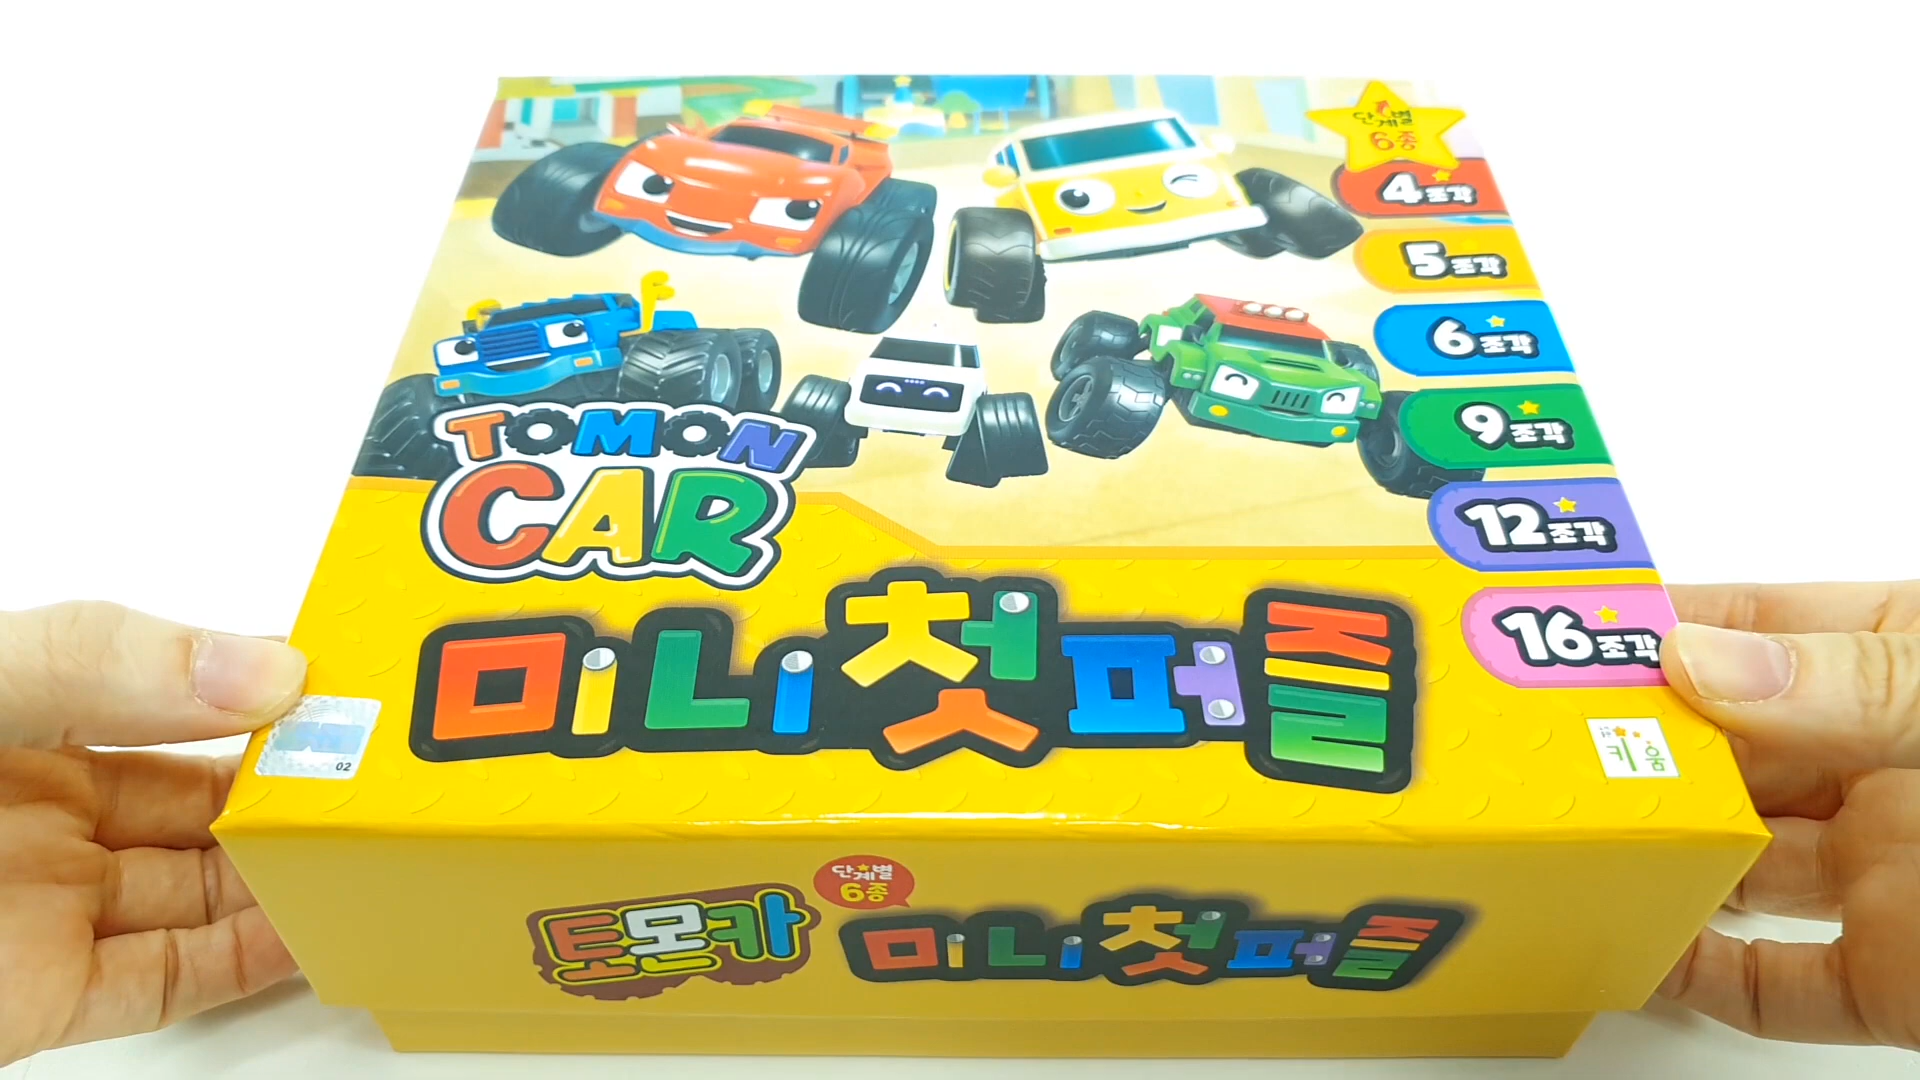 단계별
6종
4조각
5조각
6조각
9조각
12조각
16조각
TOMON
CAR
미니 첫퍼즐
키움
02
단계별
6종
토몬카
미니 첫퍼즐